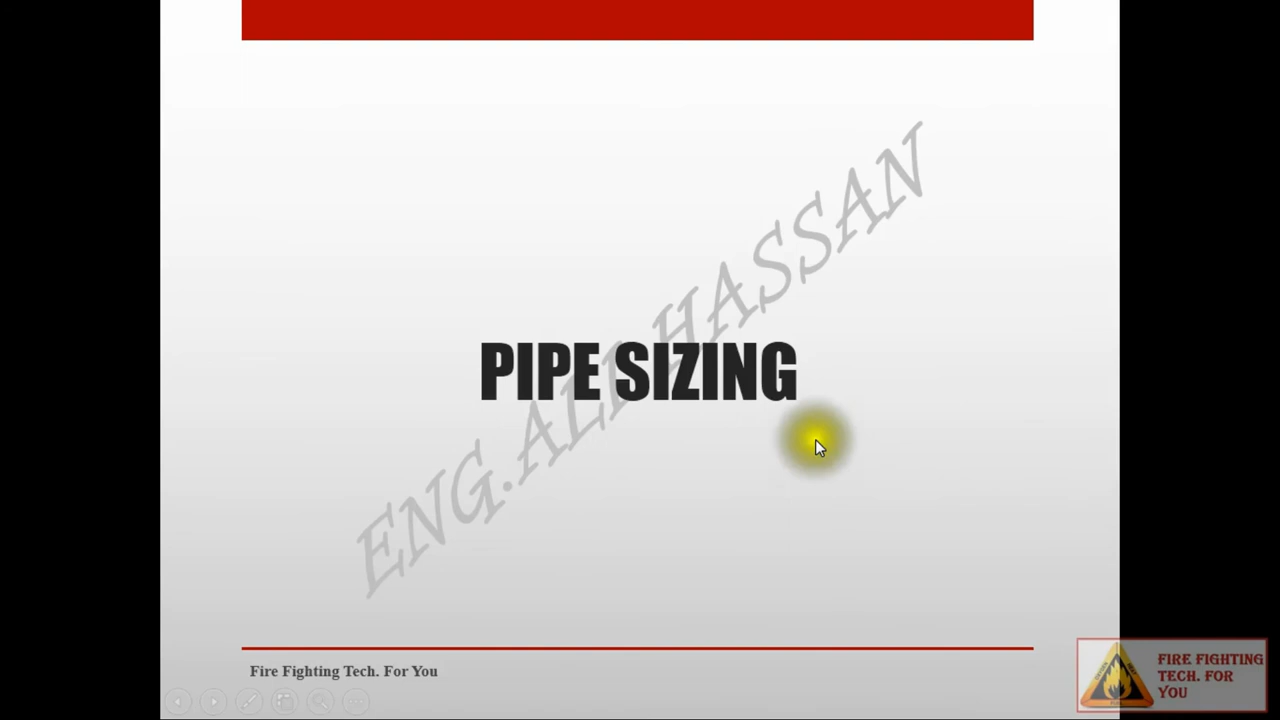 PIPE SIZING
ENG.ALI HASSAN
Fire Fighting Tech. For You
FIRE FIGHTING
TECH. FOR
YOU